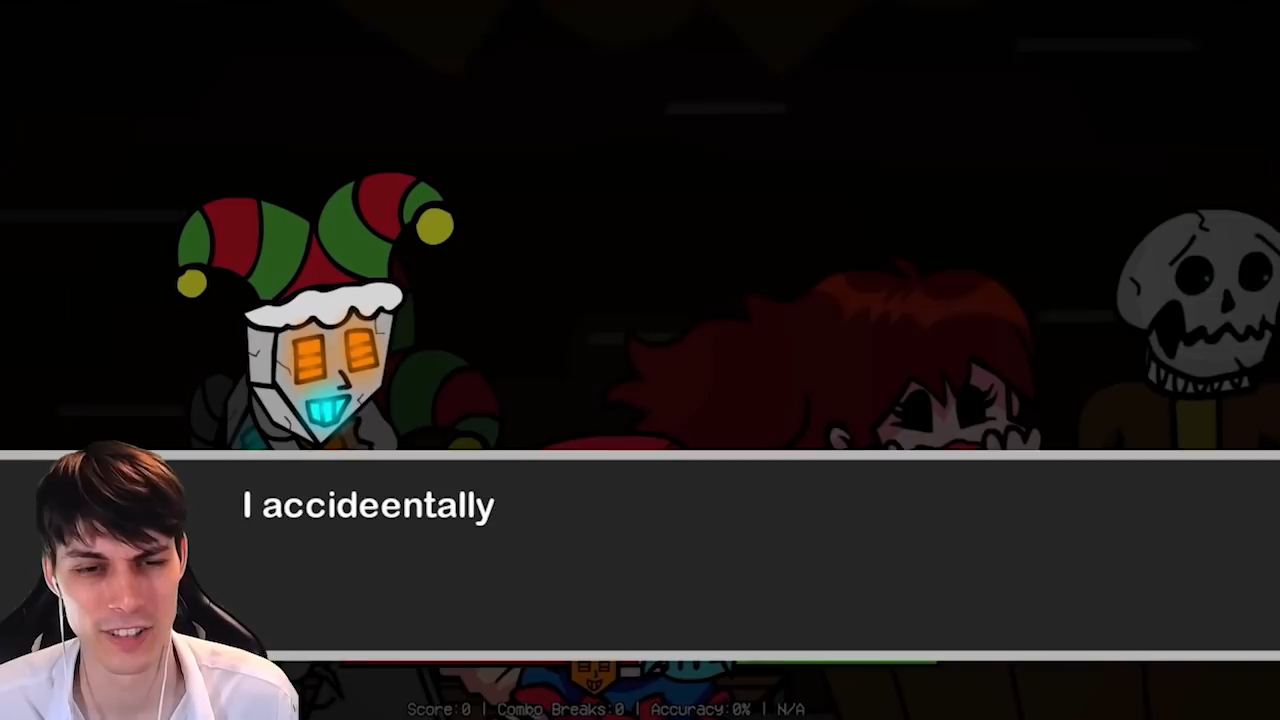 I accideentally
Score:0 | Combo Breaks:0 | Accuracy:0% | N/A